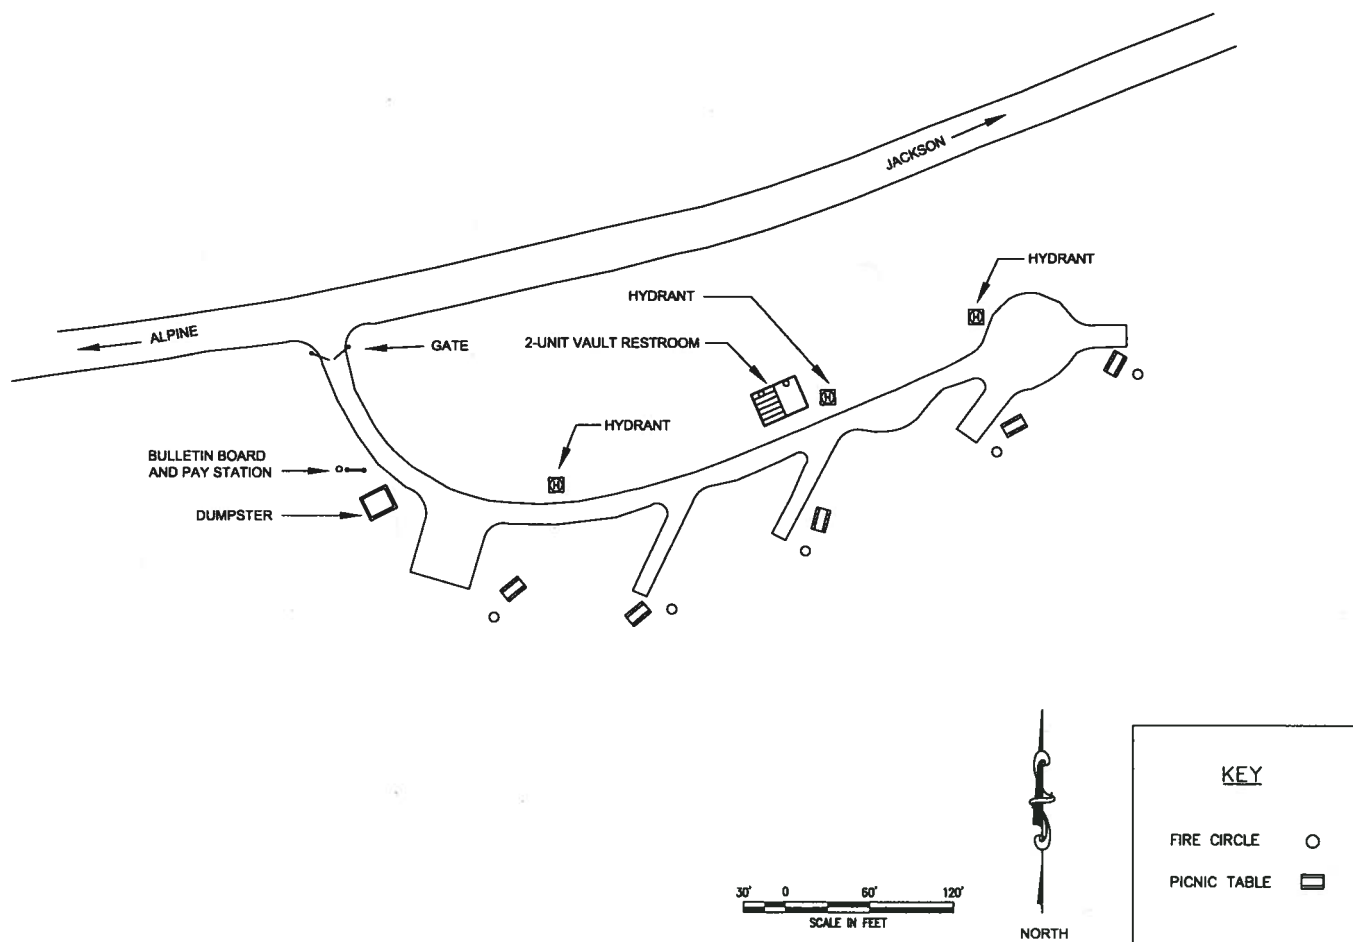 JACKSON
HYDRANT
HYDRANT
ALPINE
GATE
2-UNIT VAULT RESTROOM
HYDRANT
BULLETIN BOARD
AND PAY STATION
DUMPSTER
KEY
FIRE CIRCLE
PICNIC TABLE
30' 0 60' 120'
SCALE IN FEET
NORTH